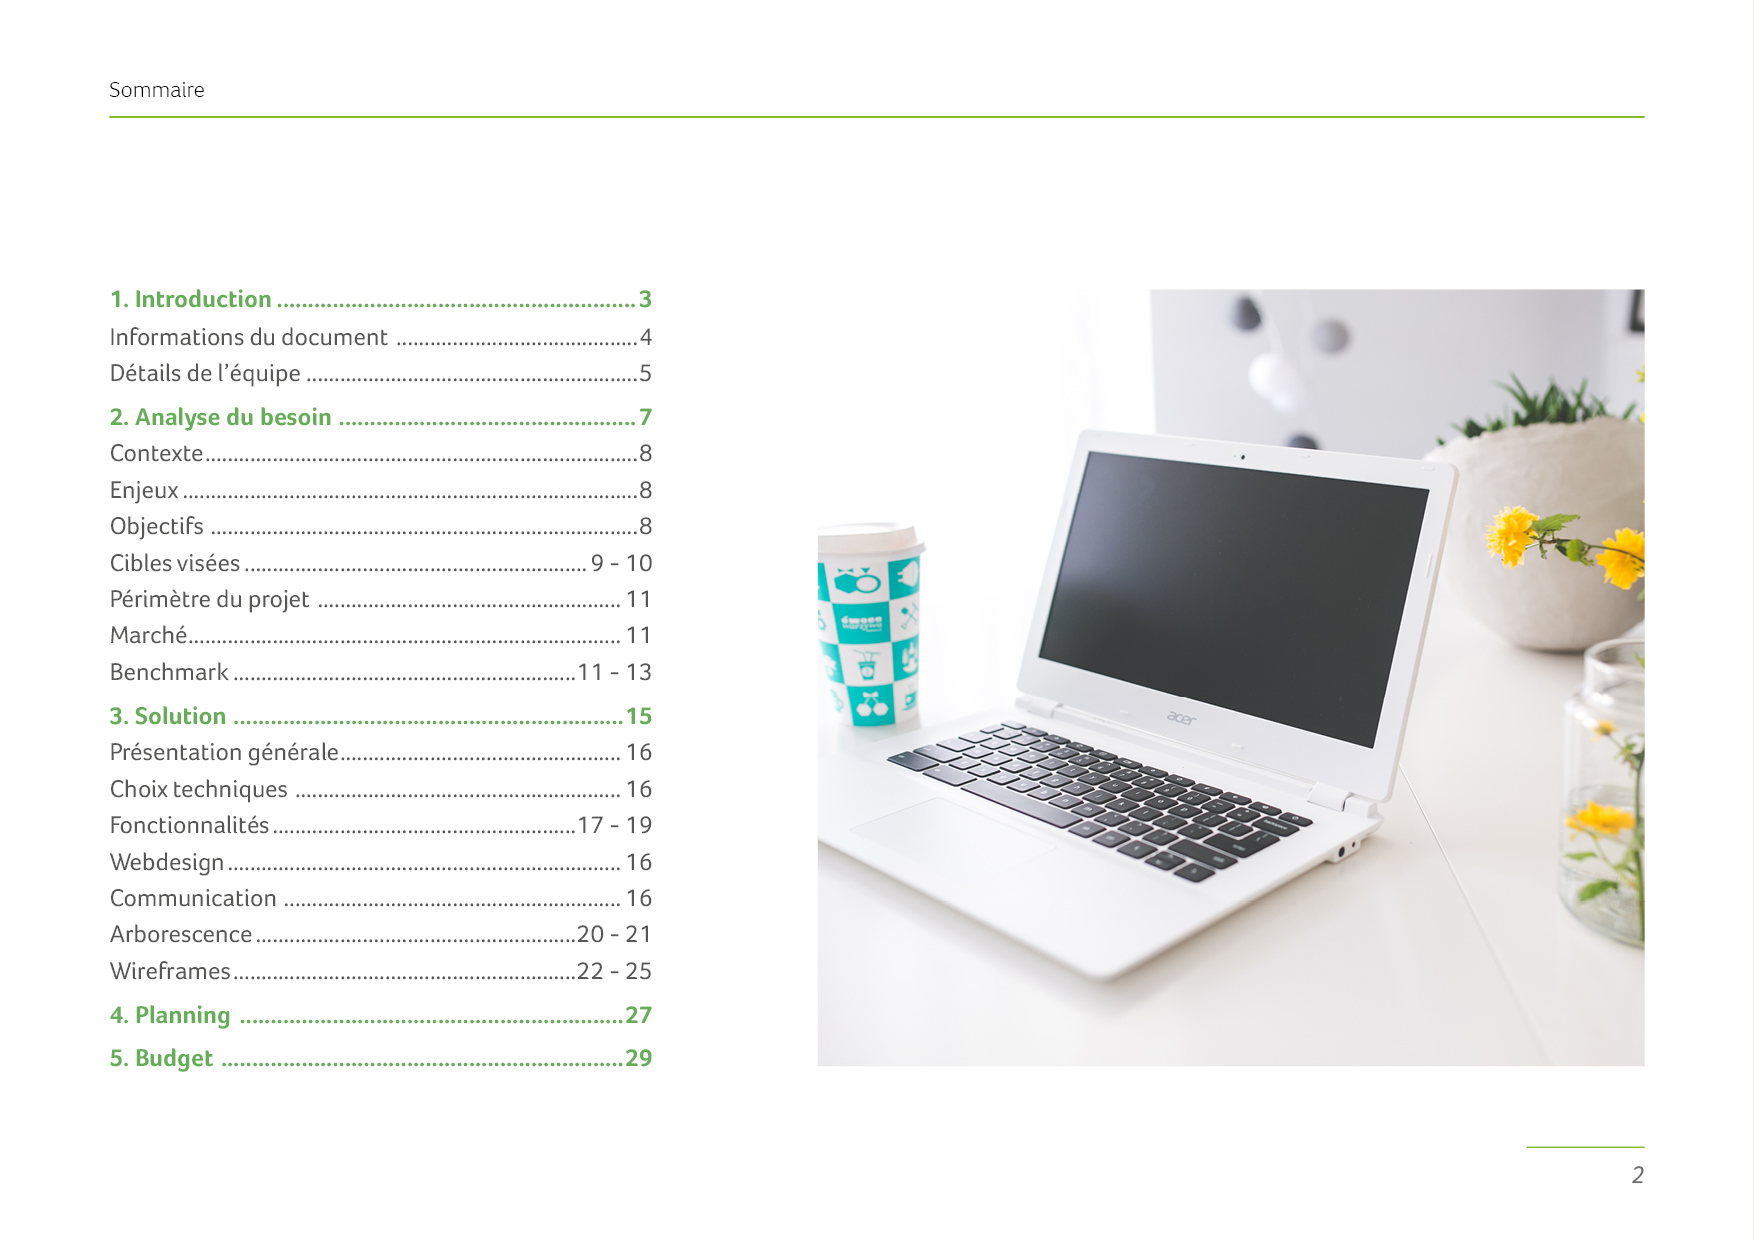 Sommaire
1. Introduction ........................................................... 3
Informations du document ........................................... 4
Détails de l’équipe ........................................................... 5
2. Analyse du besoin ................................................ 7
Contexte ............................................................................. 8
Enjeux ................................................................................. 8
Objectifs ............................................................................ 8
Cibles visées ............................................................. 9 - 10
Périmètre du projet ...................................................... 11
Marché ............................................................................. 11
Benchmark ............................................................. 11 - 13
3. Solution ............................................................... 15
Présentation générale .................................................. 16
Choix techniques .......................................................... 16
Fonctionnalités ...................................................... 17 - 19
Webdesign ...................................................................... 16
Communication ............................................................ 16
Arborescence ......................................................... 20 - 21
Wireframes ............................................................. 22 - 25
4. Planning .............................................................. 27
5. Budget ................................................................. 29
acer
2